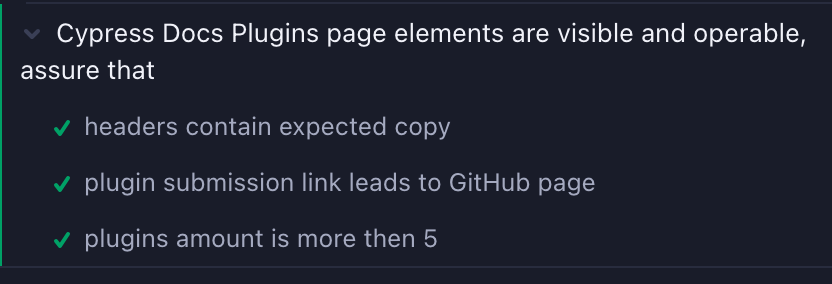 Cypress Docs Plugins page elements are visible and operable,
assure that
headers contain expected copy
plugin submission link leads to GitHub page
plugins amount is more then 5